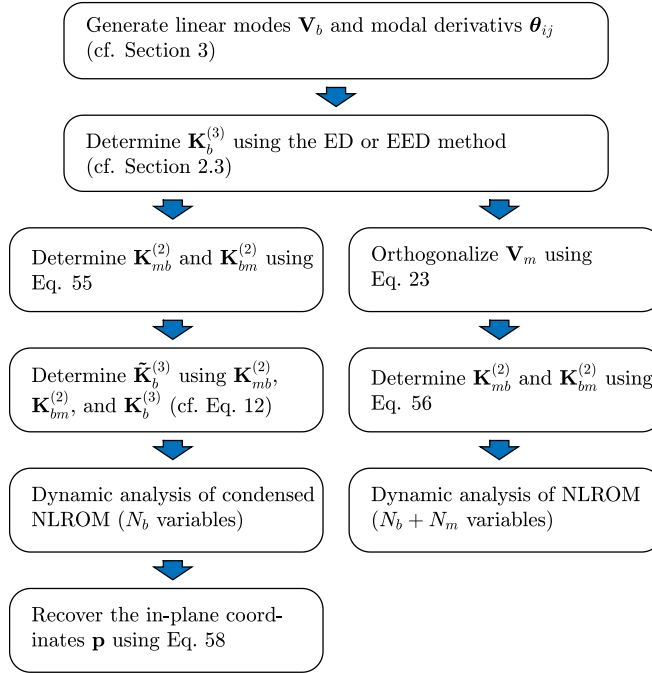 Generate linear modes V_b and modal derivativs θ_ij
(cf. Section 3)
Determine K_b^(3) using the ED or EED method
(cf. Section 2.3)
Determine K_mb^(2) and K_bm^(2) using
Eq. 55
Orthogonalize V_m using
Eq. 23
Determine K̃_b^(3) using K_mb^(2),
K_bm^(2), and K_b^(3) (cf. Eq. 12)
Determine K_mb^(2) and K_bm^(2) using
Eq. 56
Dynamic analysis of condensed
NLROM (N_b variables)
Dynamic analysis of NLROM
(N_b + N_m variables)
Recover the in-plane coor-
dinates p using Eq. 58